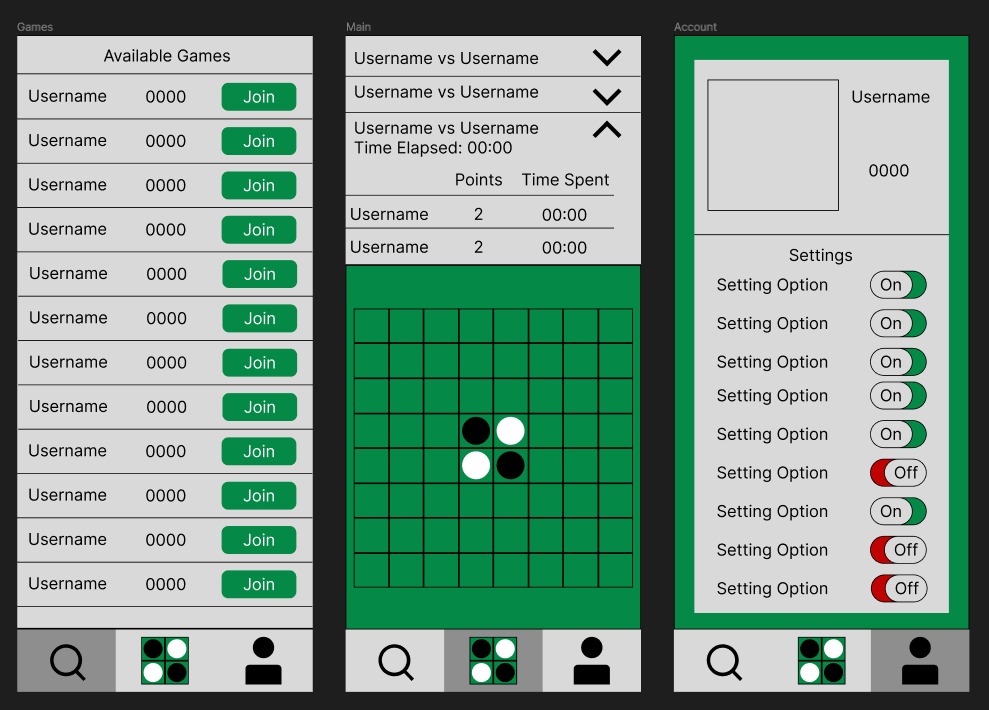 Games
Available Games
Username 0000 Join
Username 0000 Join
Username 0000 Join
Username 0000 Join
Username 0000 Join
Username 0000 Join
Username 0000 Join
Username 0000 Join
Username 0000 Join
Username 0000 Join
Username 0000 Join
Username 0000 Join
Main
Username vs Username
Username vs Username
Username vs Username
Time Elapsed: 00:00
Points Time Spent
Username 2 00:00
Username 2 00:00
Account
Username
0000
Settings
Setting Option On
Setting Option On
Setting Option On
Setting Option On
Setting Option On
Setting Option Off
Setting Option On
Setting Option Off
Setting Option Off